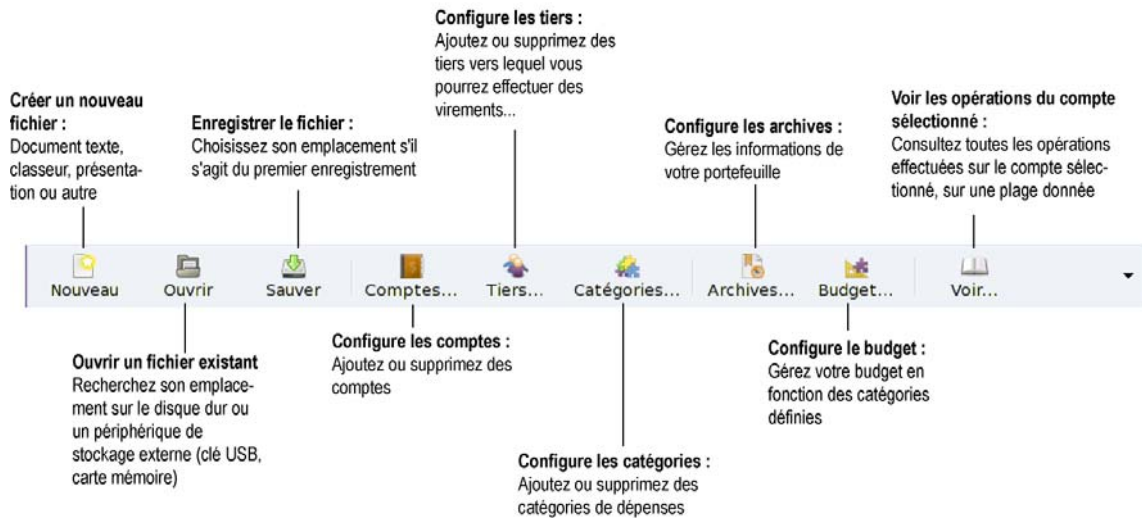 Configure les tiers :
Ajoutez ou supprimez des
tiers vers lequel vous
pourrez effectuer des
virements...
Créer un nouveau
fichier :
Document texte,
classeur, présenta-
tion ou autre
Enregistrer le fichier :
Choisissez son emplacement s'il
s'agit du premier enregistrement
Configure les archives :
Gérez les informations de
votre portefeuille
Voir les opérations du compte
sélectionné :
Consultez toutes les opérations
effectuées sur le compte sélec-
tionné, sur une plage donnée
Nouveau
Ouvrir
Sauver
Comptes...
Tiers...
Catégories...
Archives...
Budget...
Voir...
Ouvrir un fichier existant
Recherchez son emplace-
ment sur le disque dur ou
un périphérique de
stockage externe (clé USB,
carte mémoire)
Configure les comptes :
Ajoutez ou supprimez des
comptes
Configure les catégories :
Ajoutez ou supprimez des
catégories de dépenses
Configure le budget :
Gérez votre budget en
fonction des catégories
définies